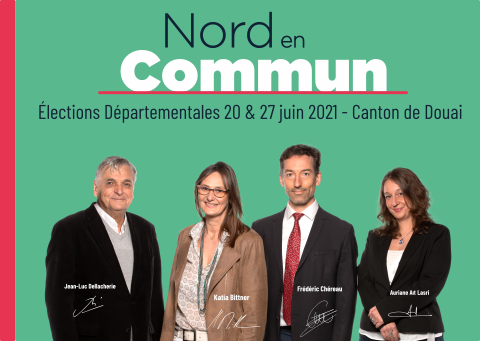 Nord en
Commun
Élections Départementales 20 & 27 juin 2021 - Canton de Douai
Jean-Luc Dellacherie
Katia Bittner
Frédéric Chéreau
Auriane Aït Lasri